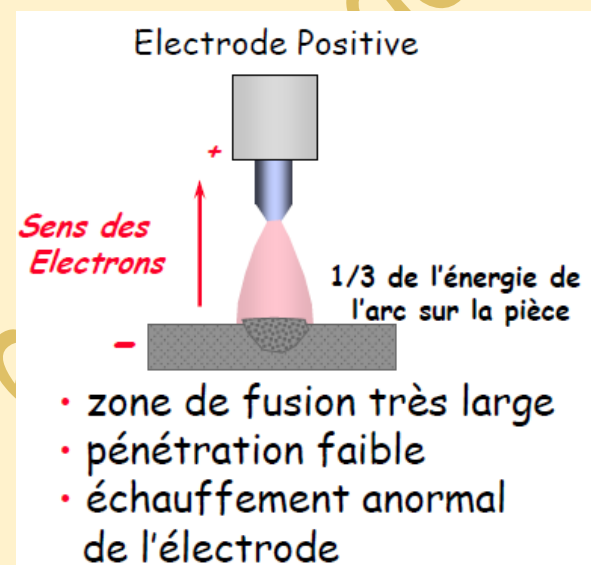 Electrode Positive
+
Sens des
Electrons
1/3 de l'énergie de
l'arc sur la pièce
-
• zone de fusion très large
• pénétration faible
• échauffement anormal
de l'électrode